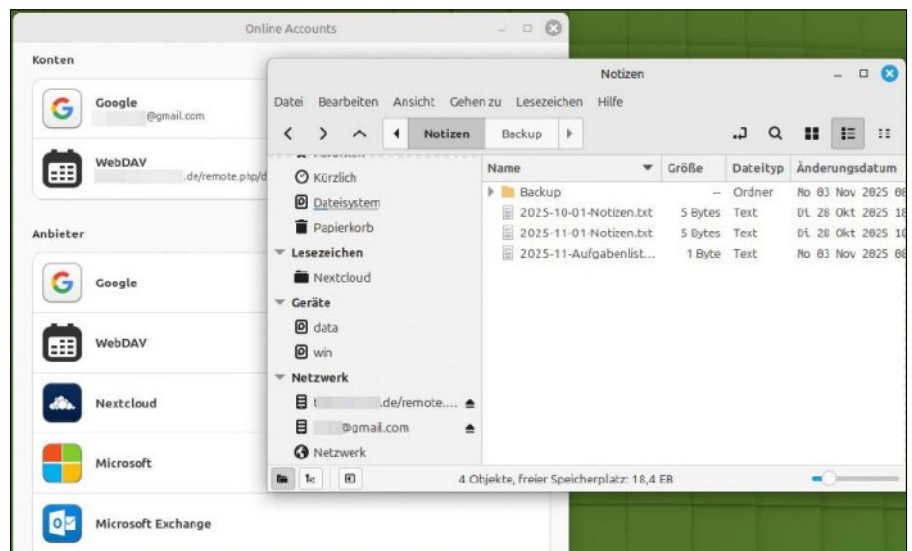 Online Accounts
Konten
Google
@gmail.com
WebDAV
.de/remote.php/d
Anbieter
Google
WebDAV
Nextcloud
Microsoft
Microsoft Exchange
Notizen
Datei Bearbeiten Ansicht Gehen zu Lesezeichen Hilfe
Notizen Backup
Kürzlich
Dateisystem
Papierkorb
Lesezeichen
Nextcloud
Geräte
data
win
Netzwerk
t .de/remote....
@gmail.com
Netzwerk
Name Größe Dateityp Änderungsdatum
Backup -- Ordner Mo 03 Nov 2025 08
2025-10-01-Notizen.txt 5 Bytes Text Di 28 Okt 2025 18
2025-11-01-Notizen.txt 5 Bytes Text Di 28 Okt 2025
2025-11-Aufgabenlist... 1 Byte Text Mo 03 Nov 2025 08
4 Objekte, freier Speicherplatz: 18,4 EB